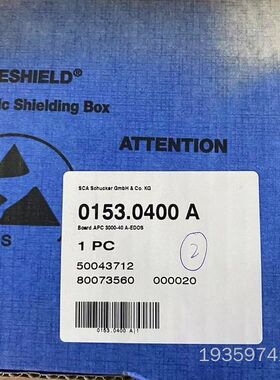 ESHIELD®
ic Shielding Box
ATTENTION
SCA Schucker GmbH & Co. KG
0153.0400 A
Board APC 3000-40 A-EDOS
1 PC
2
50043712
80073560 000020
0153.0400 A|1
1935974